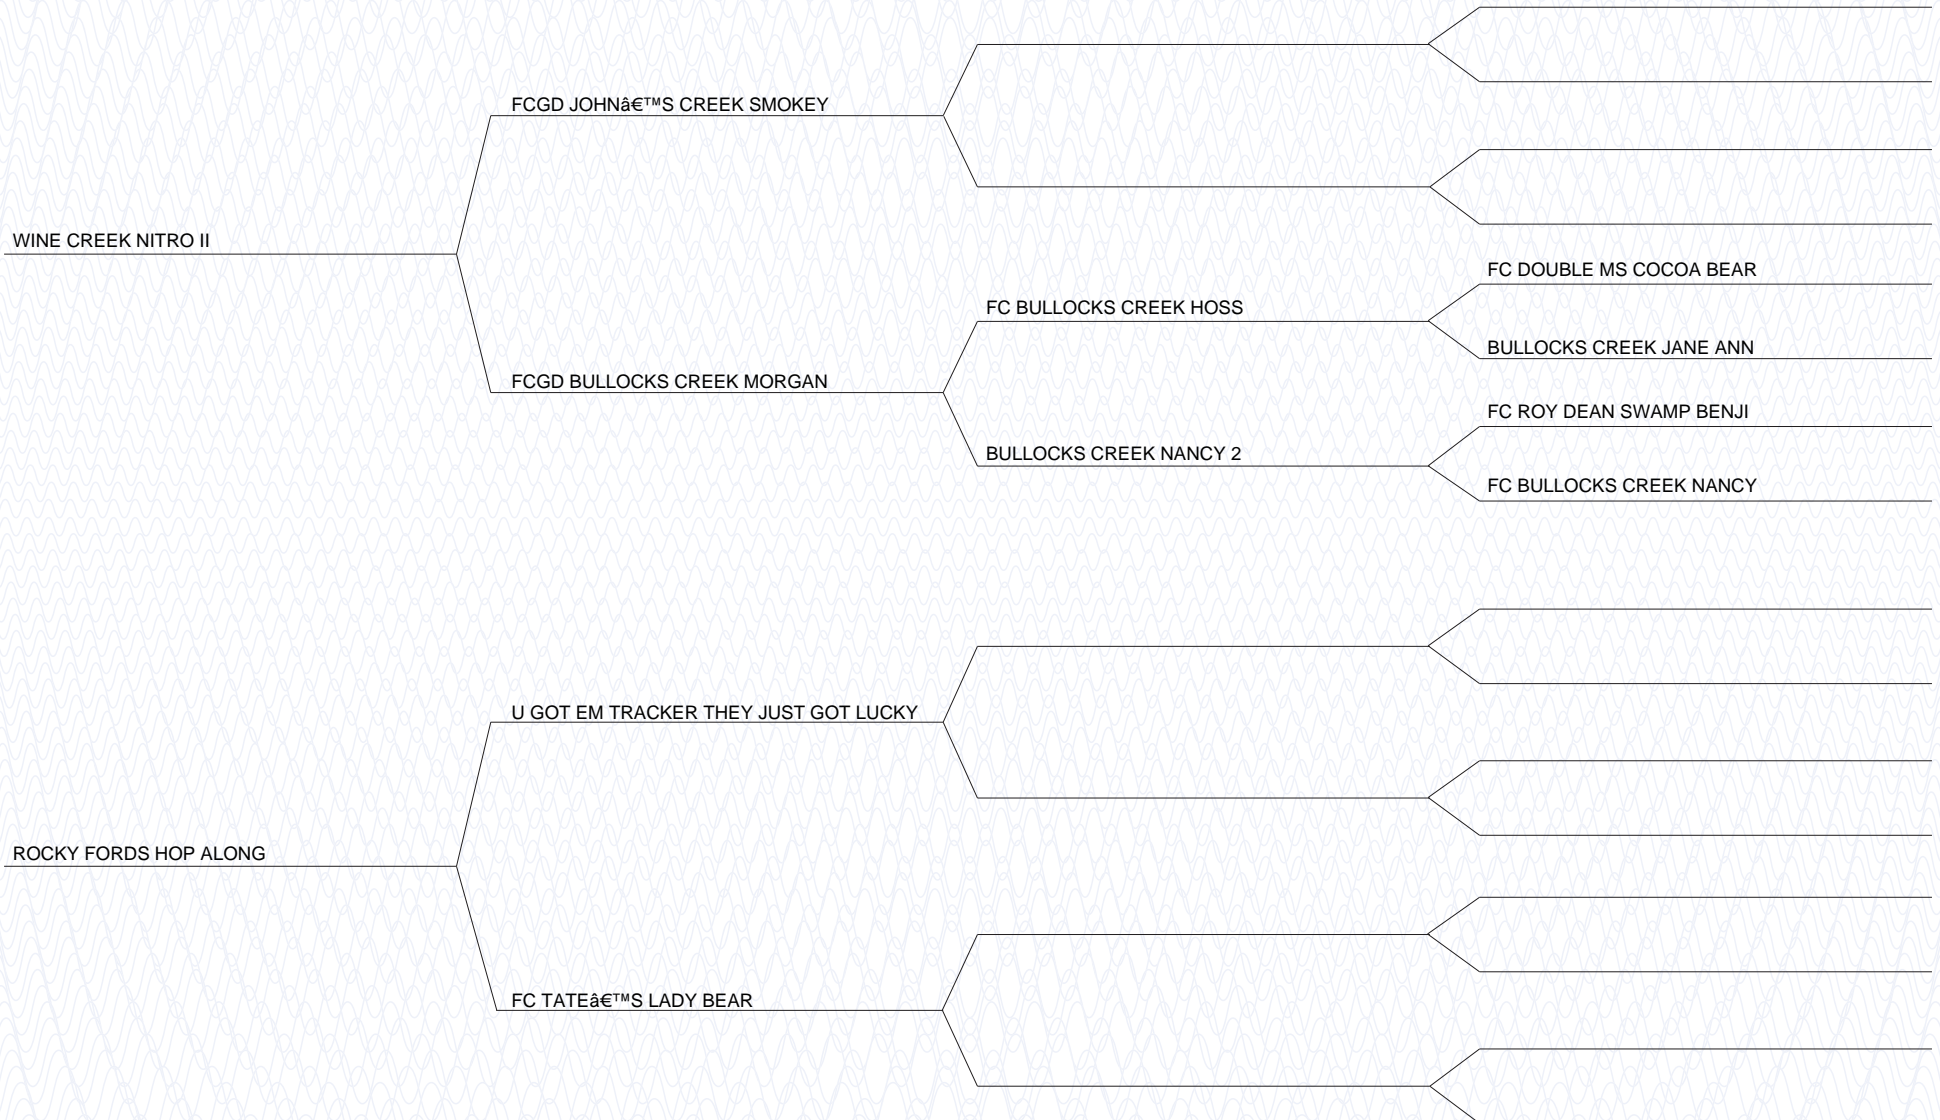 FCGD JOHNâ€™S CREEK SMOKEY
WINE CREEK NITRO II
FC DOUBLE MS COCOA BEAR
FC BULLOCKS CREEK HOSS
BULLOCKS CREEK JANE ANN
FCGD BULLOCKS CREEK MORGAN
FC ROY DEAN SWAMP BENJI
BULLOCKS CREEK NANCY 2
FC BULLOCKS CREEK NANCY
U GOT EM TRACKER THEY JUST GOT LUCKY
ROCKY FORDS HOP ALONG
FC TATEâ€™S LADY BEAR